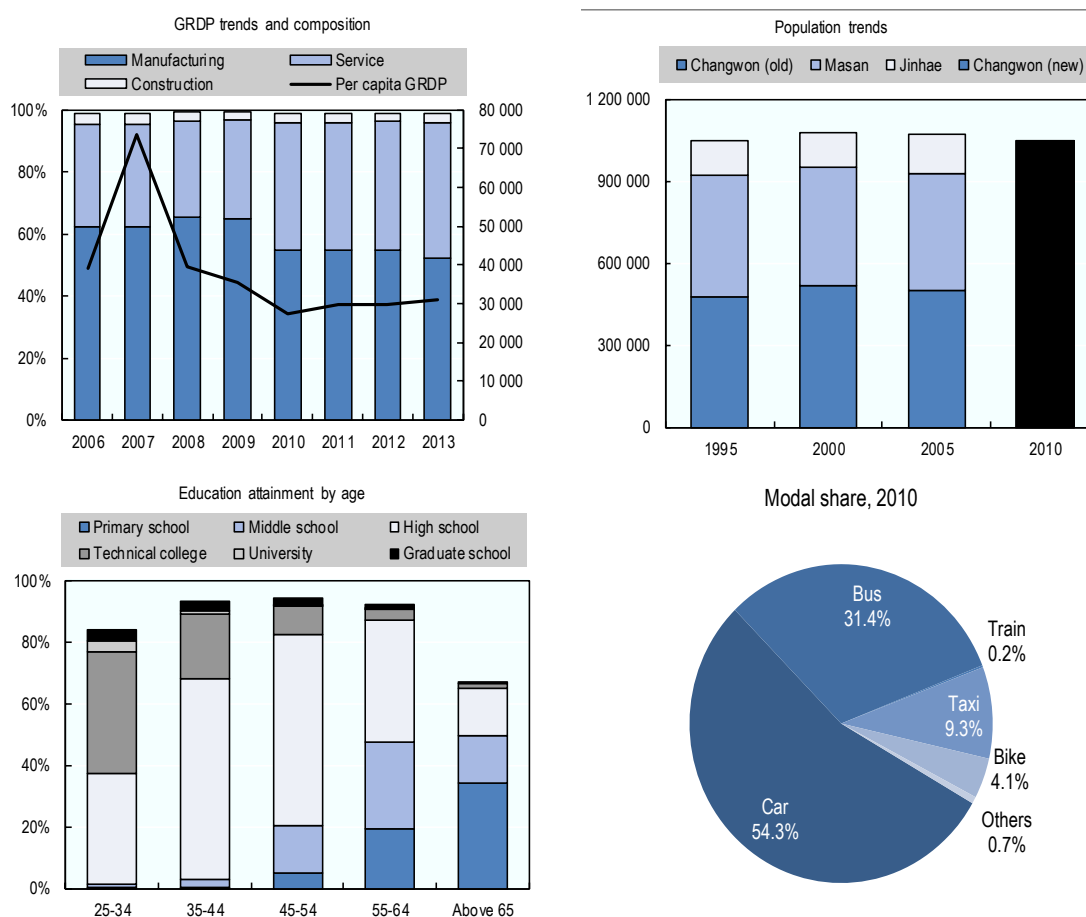 GRDP trends and composition
Manufacturing Service
Construction Per capita GRDP
100% 80 000
70 000
80%
60 000
60% 50 000
40 000
40%
30 000
20% 20 000
10 000
0% 0
2006 2007 2008 2009 2010 2011 2012 2013
Population trends
Changwon (old) Masan Jinhae Changwon (new)
1 200 000
900 000
600 000
300 000
0
1995 2000 2005 2010
Education attainment by age
Primary school Middle school High school
Technical college University Graduate school
100%
80%
60%
40%
20%
0%
25-34 35-44 45-54 55-64 Above 65
Modal share, 2010
Bus
31.4%
Train
0.2%
Taxi
9.3%
Bike
4.1%
Car
54.3%
Others
0.7%